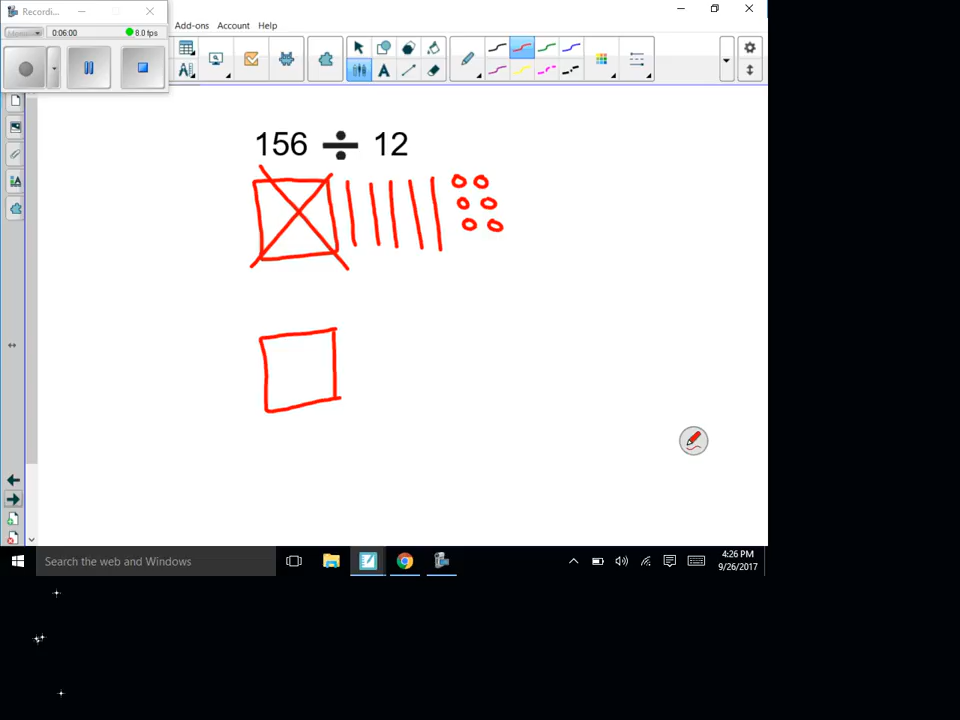 Recordi...
Menu
0:06:00
8.0 fps
Add-ons Account Help
156 ÷ 12
Search the web and Windows
4:26 PM
9/26/2017